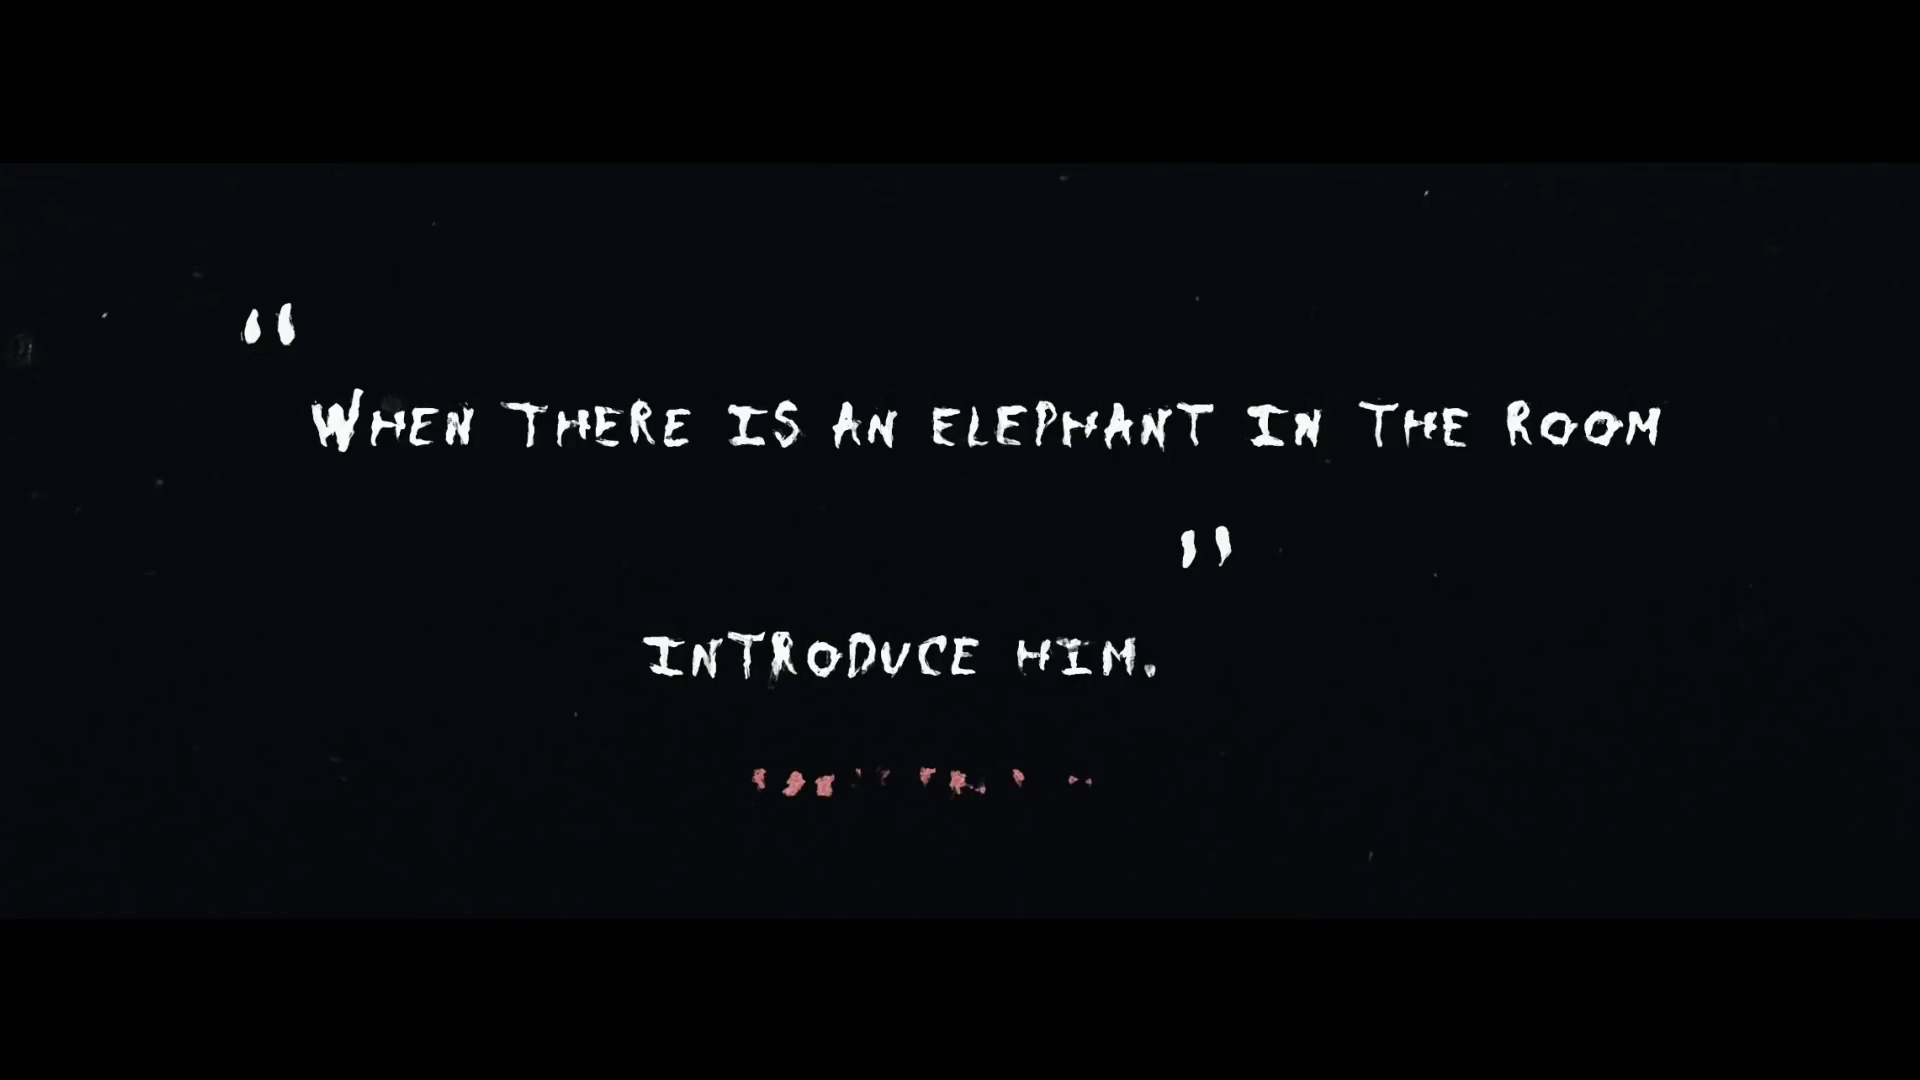 "
When there is an elephant in the room
"
introduce him.